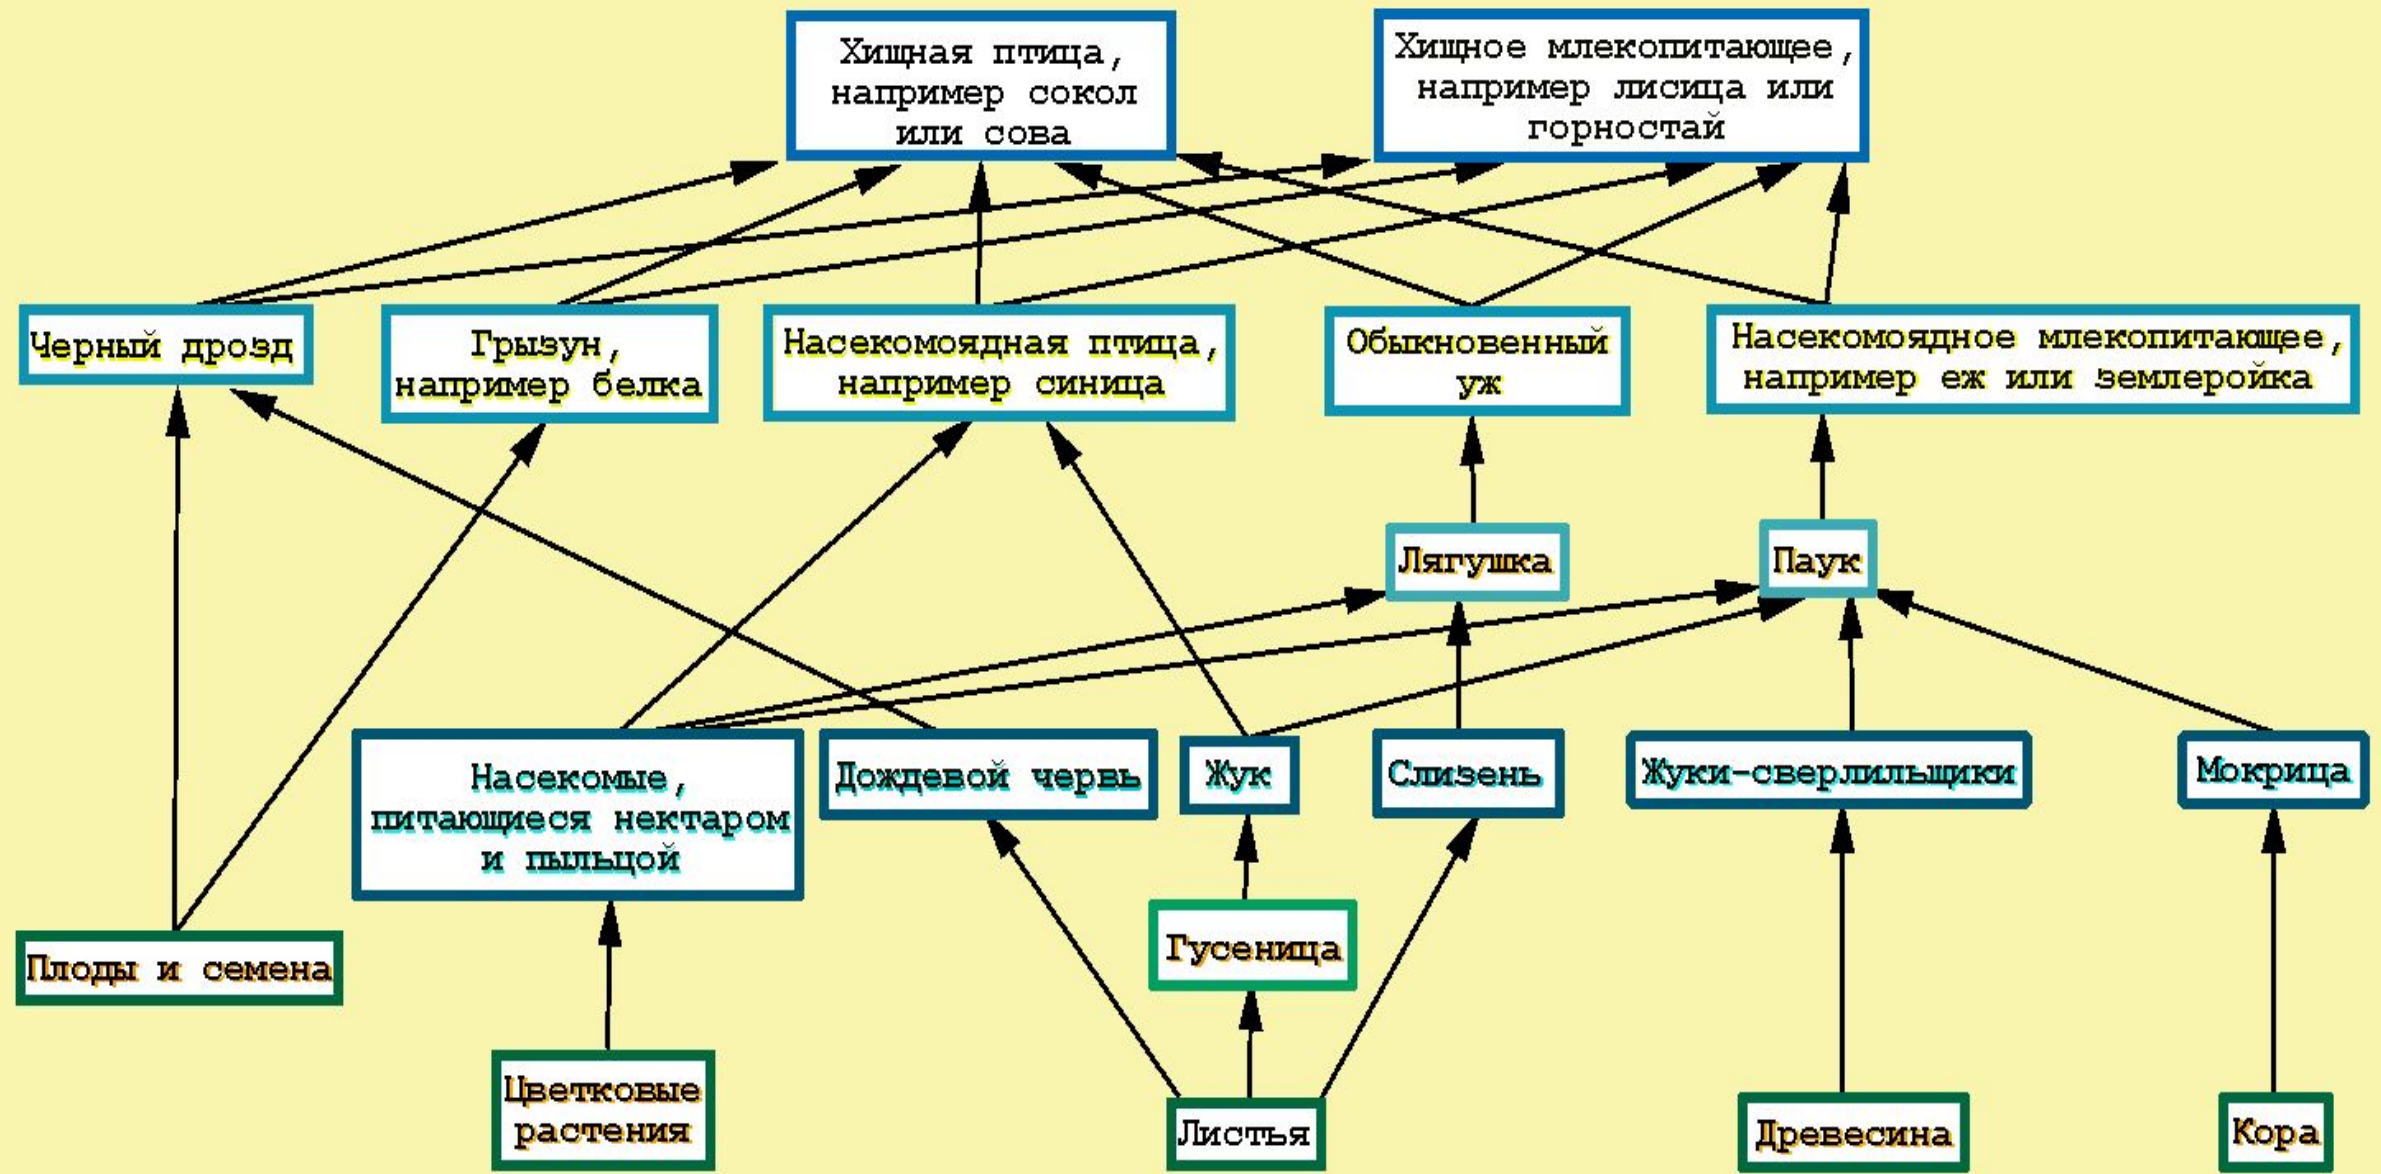 Хищная птица,
например сокол
или сова
Хищное млекопитающее,
например лисица или
горностай
Черный дрозд
Грызун,
например белка
Насекомоядная птица,
например синица
Обыкновенный
уж
Насекомоядное млекопитающее,
например еж или землеройка
Лягушка
Паук
Насекомые,
питающиеся нектаром
и пыльцой
Дождевой червь
Жук
Слизень
Жуки-сверлильщики
Мокрица
Гусеница
Плоды и семена
Цветковые
растения
Листья
Древесина
Кора